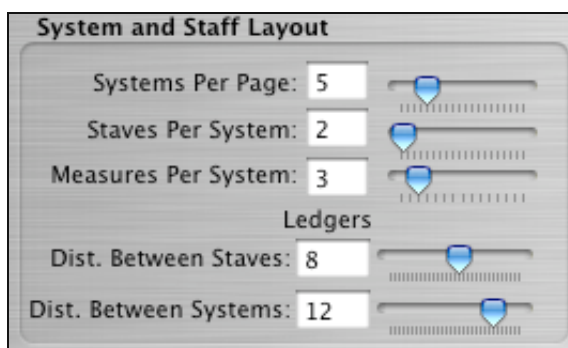 System and Staff Layout
Systems Per Page: 5
Staves Per System: 2
Measures Per System: 3
Ledgers
Dist. Between Staves: 8
Dist. Between Systems: 12